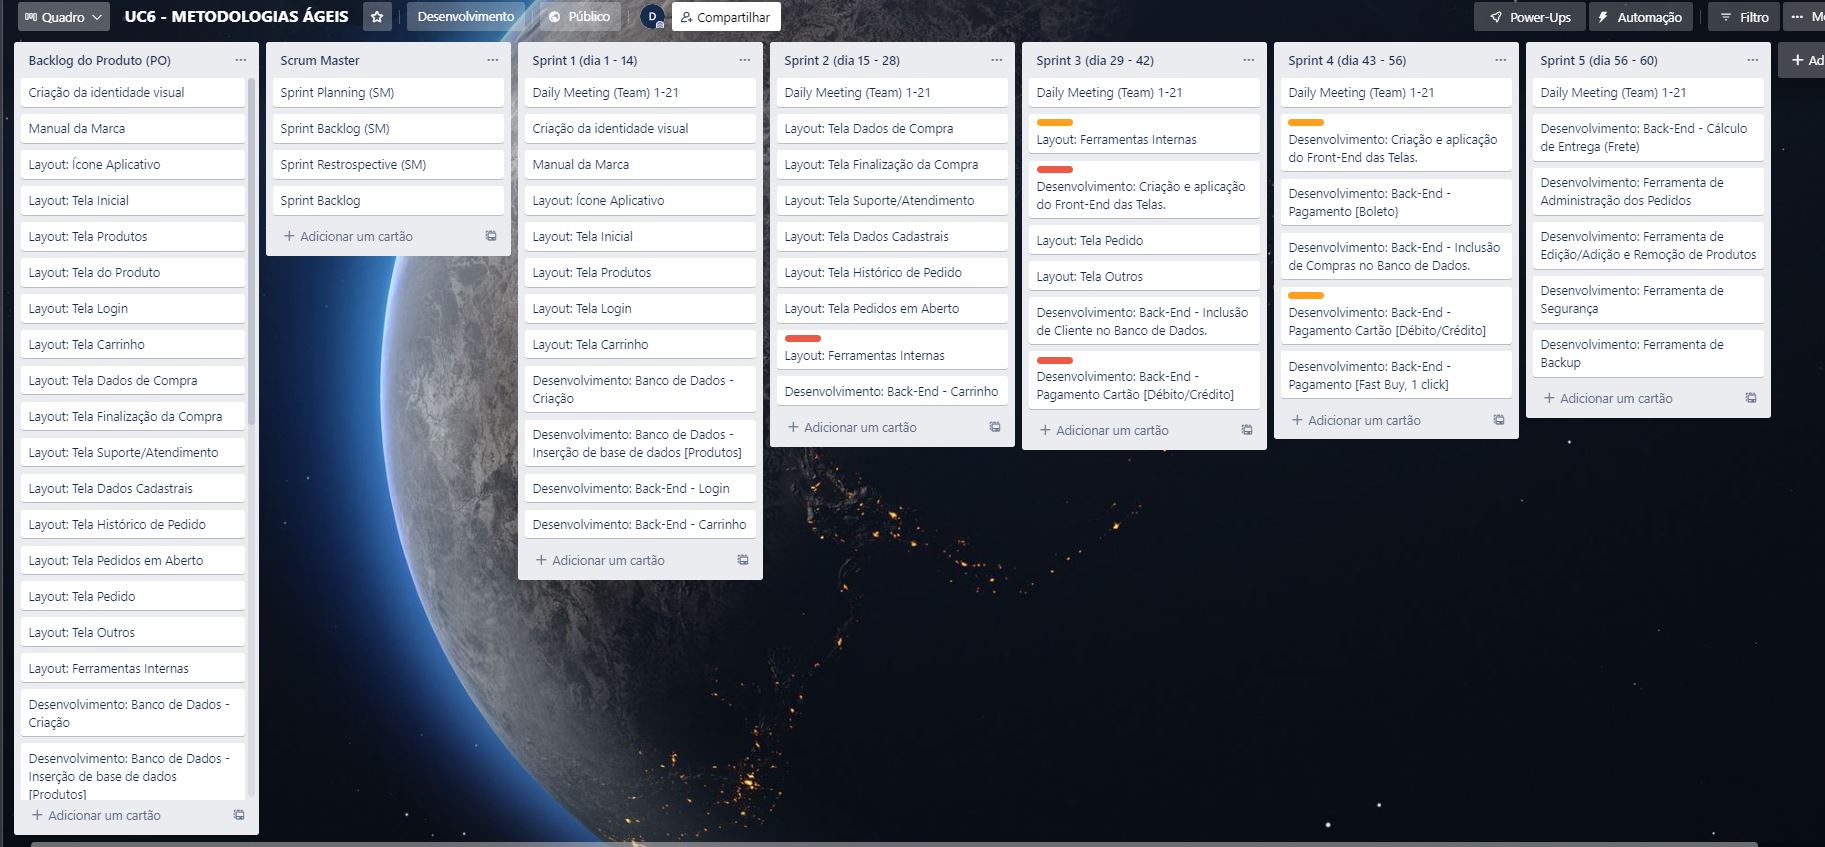 Quadro
UC6 - METODOLOGIAS ÁGEIS
Desenvolvimento
Público
D
Compartilhar
Power-Ups
Automação
Filtro
Backlog do Produto (PO)
Criação da identidade visual
Manual da Marca
Layout: Ícone Aplicativo
Layout: Tela Inicial
Layout: Tela Produtos
Layout: Tela do Produto
Layout: Tela Login
Layout: Tela Carrinho
Layout: Tela Dados de Compra
Layout: Tela Finalização da Compra
Layout: Tela Suporte/Atendimento
Layout: Tela Dados Cadastrais
Layout: Tela Histórico de Pedido
Layout: Tela Pedidos em Aberto
Layout: Tela Pedido
Layout: Tela Outros
Layout: Ferramentas Internas
Desenvolvimento: Banco de Dados -
Criação
Desenvolvimento: Banco de Dados -
Inserção de base de dados
[Produtos]
+ Adicionar um cartão
Scrum Master
Sprint Planning (SM)
Sprint Backlog (SM)
Sprint Restrospective (SM)
Sprint Backlog
+ Adicionar um cartão
Sprint 1 (dia 1 - 14)
Daily Meeting (Team) 1-21
Criação da identidade visual
Manual da Marca
Layout: Ícone Aplicativo
Layout: Tela Inicial
Layout: Tela Produtos
Layout: Tela Login
Layout: Tela Carrinho
Desenvolvimento: Banco de Dados -
Criação
Desenvolvimento: Banco de Dados -
Inserção de base de dados [Produtos]
Desenvolvimento: Back-End - Login
Desenvolvimento: Back-End - Carrinho
+ Adicionar um cartão
Sprint 2 (dia 15 - 28)
Daily Meeting (Team) 1-21
Layout: Tela Dados de Compra
Layout: Tela Finalização da Compra
Layout: Tela Suporte/Atendimento
Layout: Tela Dados Cadastrais
Layout: Tela Histórico de Pedido
Layout: Tela Pedidos em Aberto
Layout: Ferramentas Internas
Desenvolvimento: Back-End - Carrinho
+ Adicionar um cartão
Sprint 3 (dia 29 - 42)
Daily Meeting (Team) 1-21
Layout: Ferramentas Internas
Desenvolvimento: Criação e aplicação
do Front-End das Telas.
Layout: Tela Pedido
Layout: Tela Outros
Desenvolvimento: Back-End - Inclusão
de Cliente no Banco de Dados.
Desenvolvimento: Back-End -
Pagamento Cartão [Débito/Crédito]
+ Adicionar um cartão
Sprint 4 (dia 43 - 56)
Daily Meeting (Team) 1-21
Desenvolvimento: Criação e aplicação
do Front-End das Telas.
Desenvolvimento: Back-End -
Pagamento [Boleto}
Desenvolvimento: Back-End - Inclusão
de Compras no Banco de Dados.
Desenvolvimento: Back-End -
Pagamento Cartão [Débito/Crédito]
Desenvolvimento: Back-End -
Pagamento [Fast Buy, 1 click]
+ Adicionar um cartão
Sprint 5 (dia 56 - 60)
Daily Meeting (Team) 1-21
Desenvolvimento: Back-End - Cálculo
de Entrega (Frete)
Desenvolvimento: Ferramenta de
Administração dos Pedidos
Desenvolvimento: Ferramenta de
Edição/Adição e Remoção de Produtos
Desenvolvimento: Ferramenta de
Segurança
Desenvolvimento: Ferramenta de
Backup
+ Adicionar um cartão